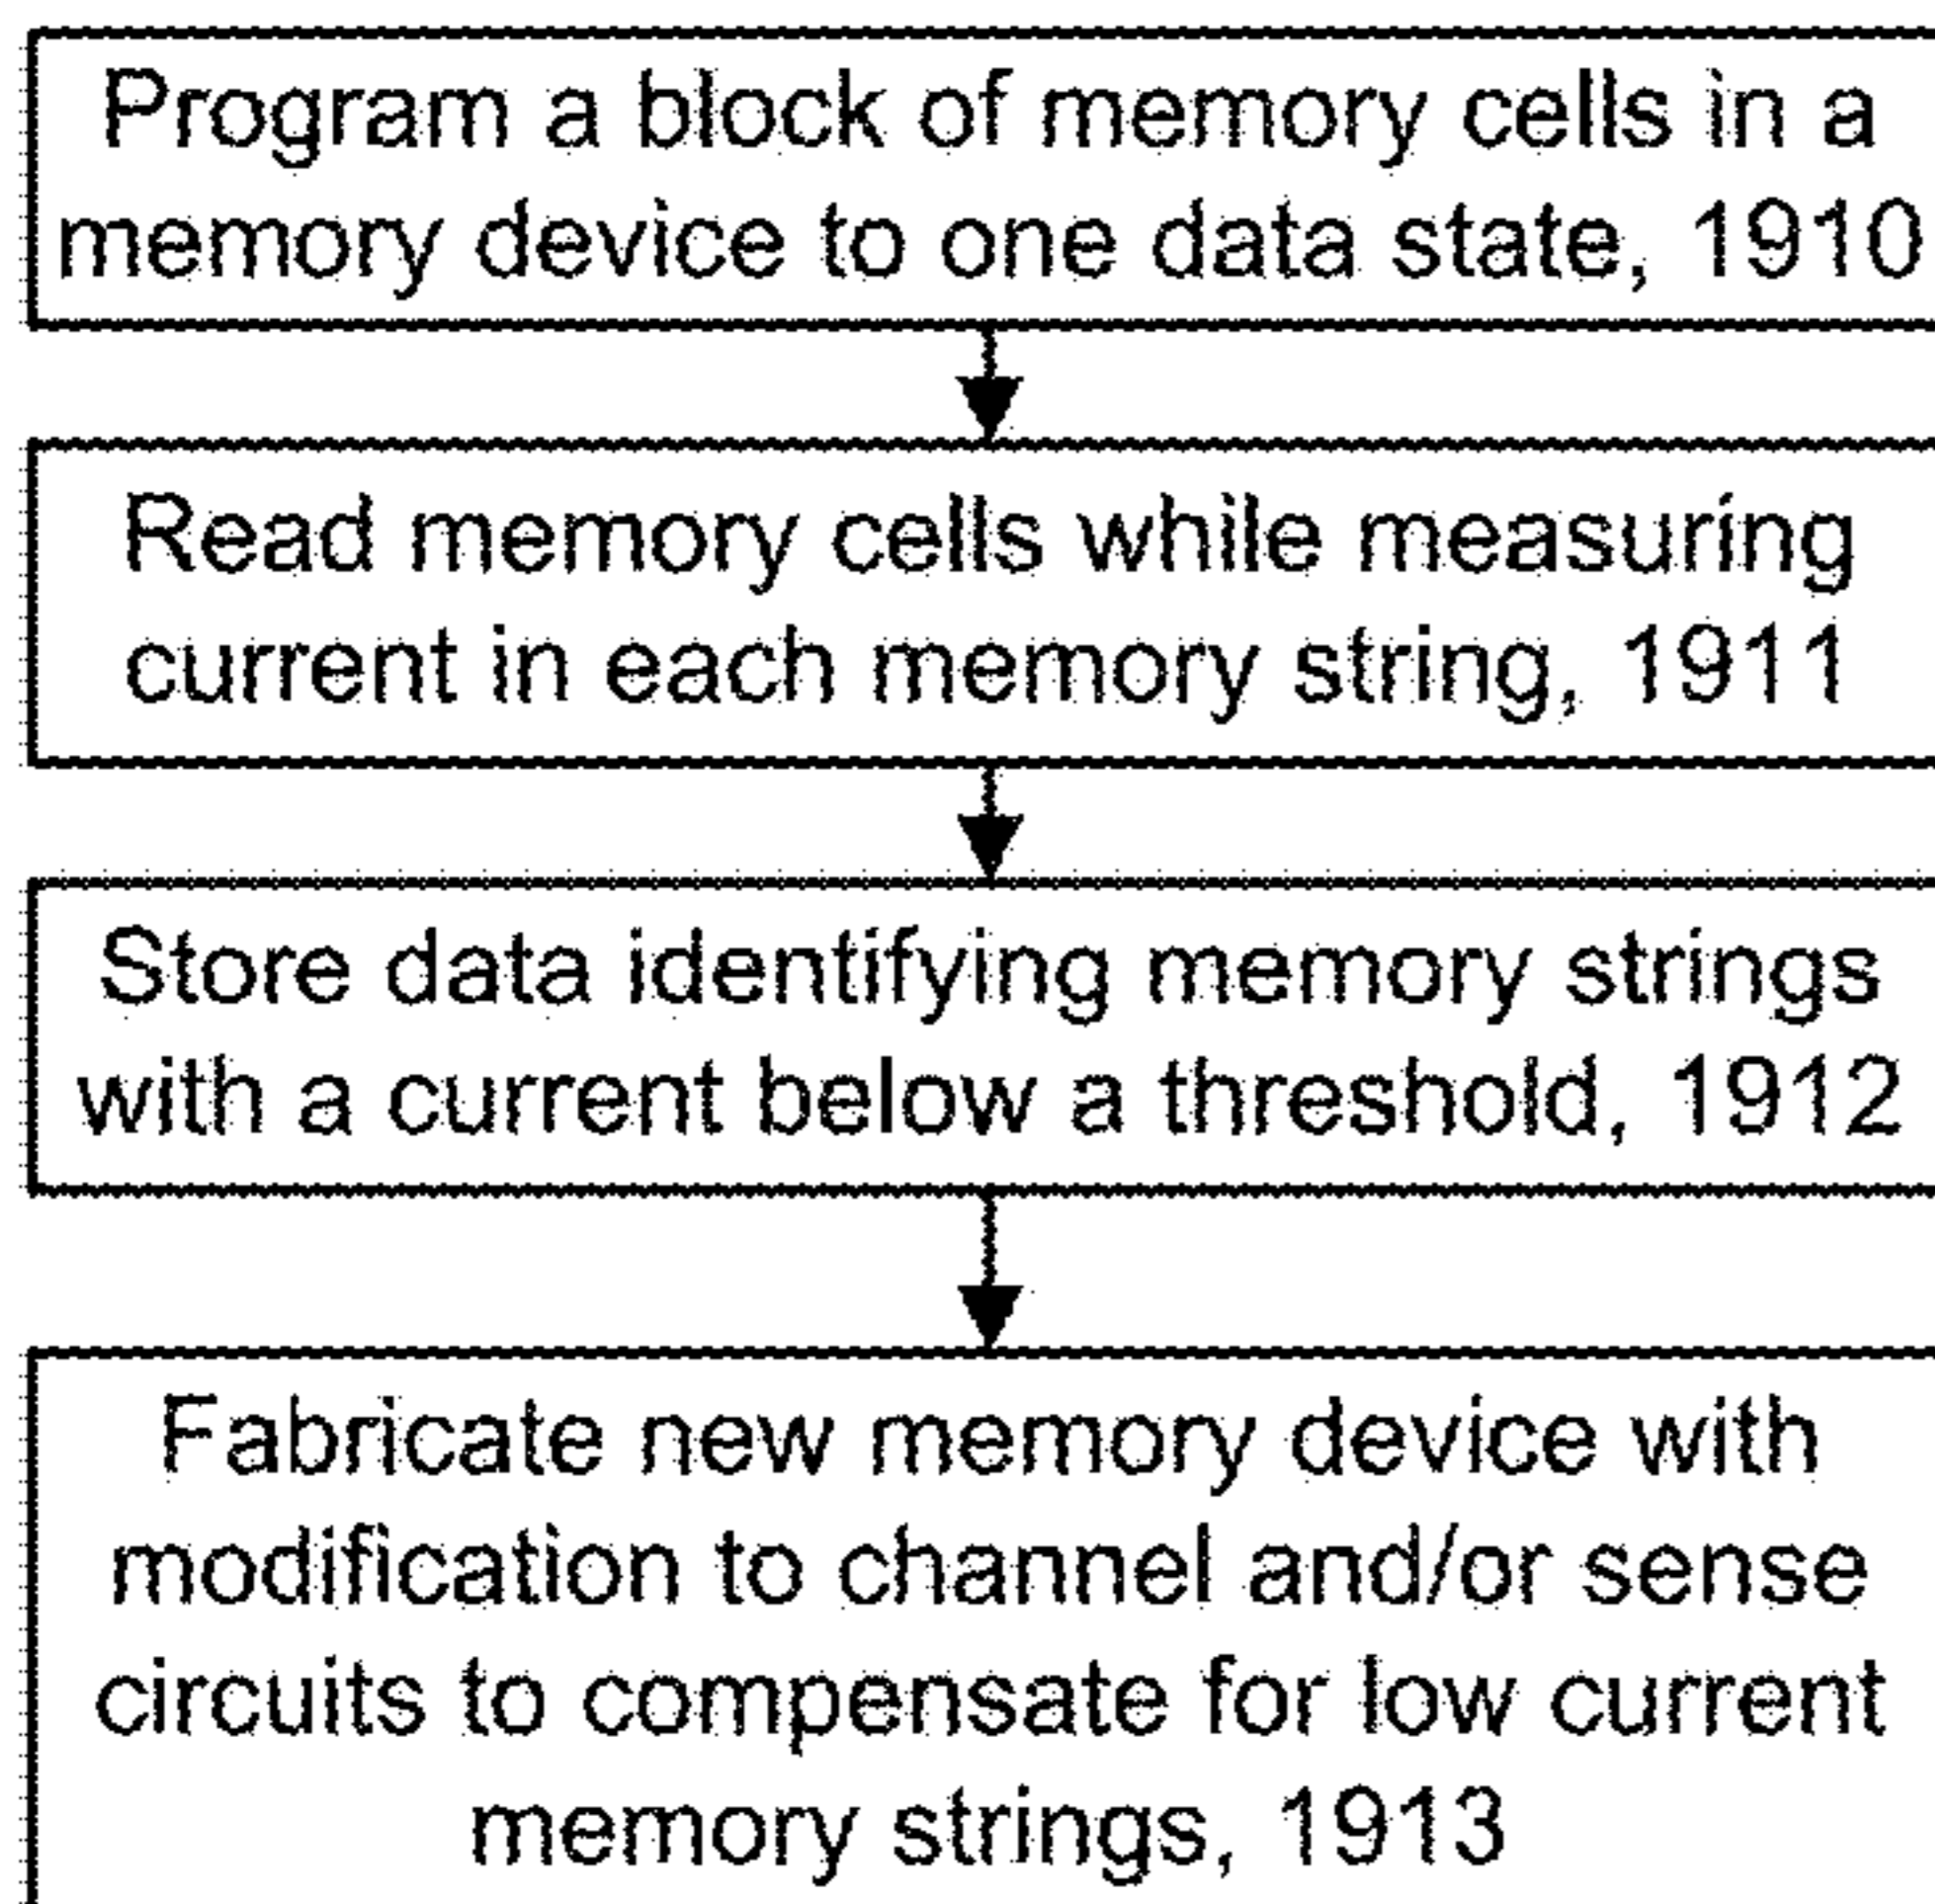 Program a block of memory cells in a
memory device to one data state, 1910
Read memory cells while measuring
current in each memory string, 1911
Store data identifying memory strings
with a current below a threshold, 1912
Fabricate new memory device with
modification to channel and/or sense
circuits to compensate for low current
memory strings, 1913